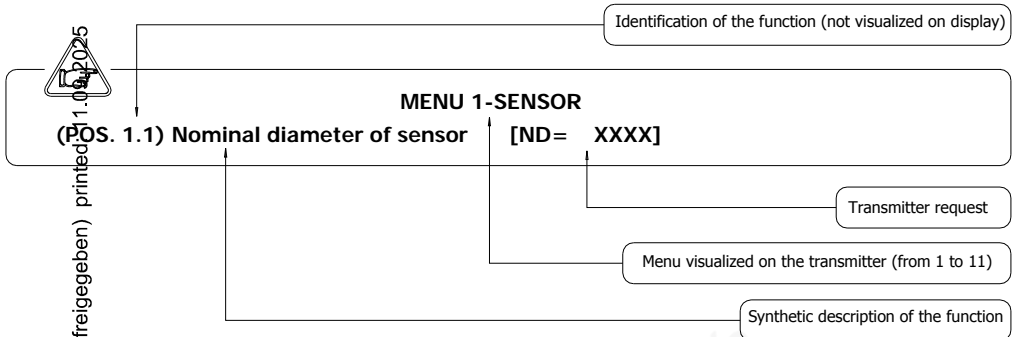 Identification of the function (not visualized on display)
MENU 1-SENSOR
(POS. 1.1) Nominal diameter of sensor [ND= XXXX]
Transmitter request
Menu visualized on the transmitter (from 1 to 11)
Synthetic description of the function
freigegeben) printed: 11.09.2025